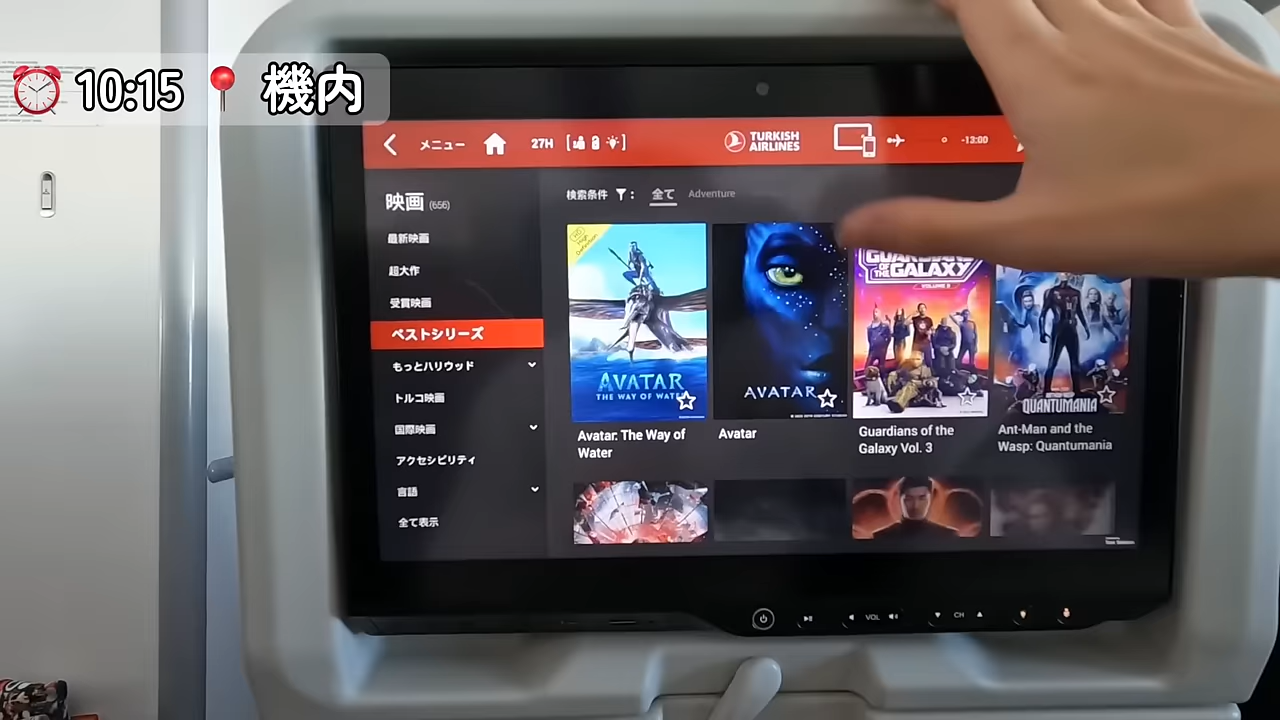 10:15 機内
メニュー 27H TURKISH AIRLINES -13:00
映画 (656)
検索条件 : 全て Adventure
最新映画
超大作
受賞映画
ベストシリーズ
もっとハリウッド
トルコ映画
国際映画
アクセシビリティ
言語
全て表示
HD High Definition
AVATAR
THE WAY OF WATER
AVATAR
GUARDIANS
OF THE GALAXY
VOLUME 3
QUANTUMANIA
Avatar: The Way of Water
Avatar
Guardians of the Galaxy Vol. 3
Ant-Man and the Wasp: Quantumania
VOL CH